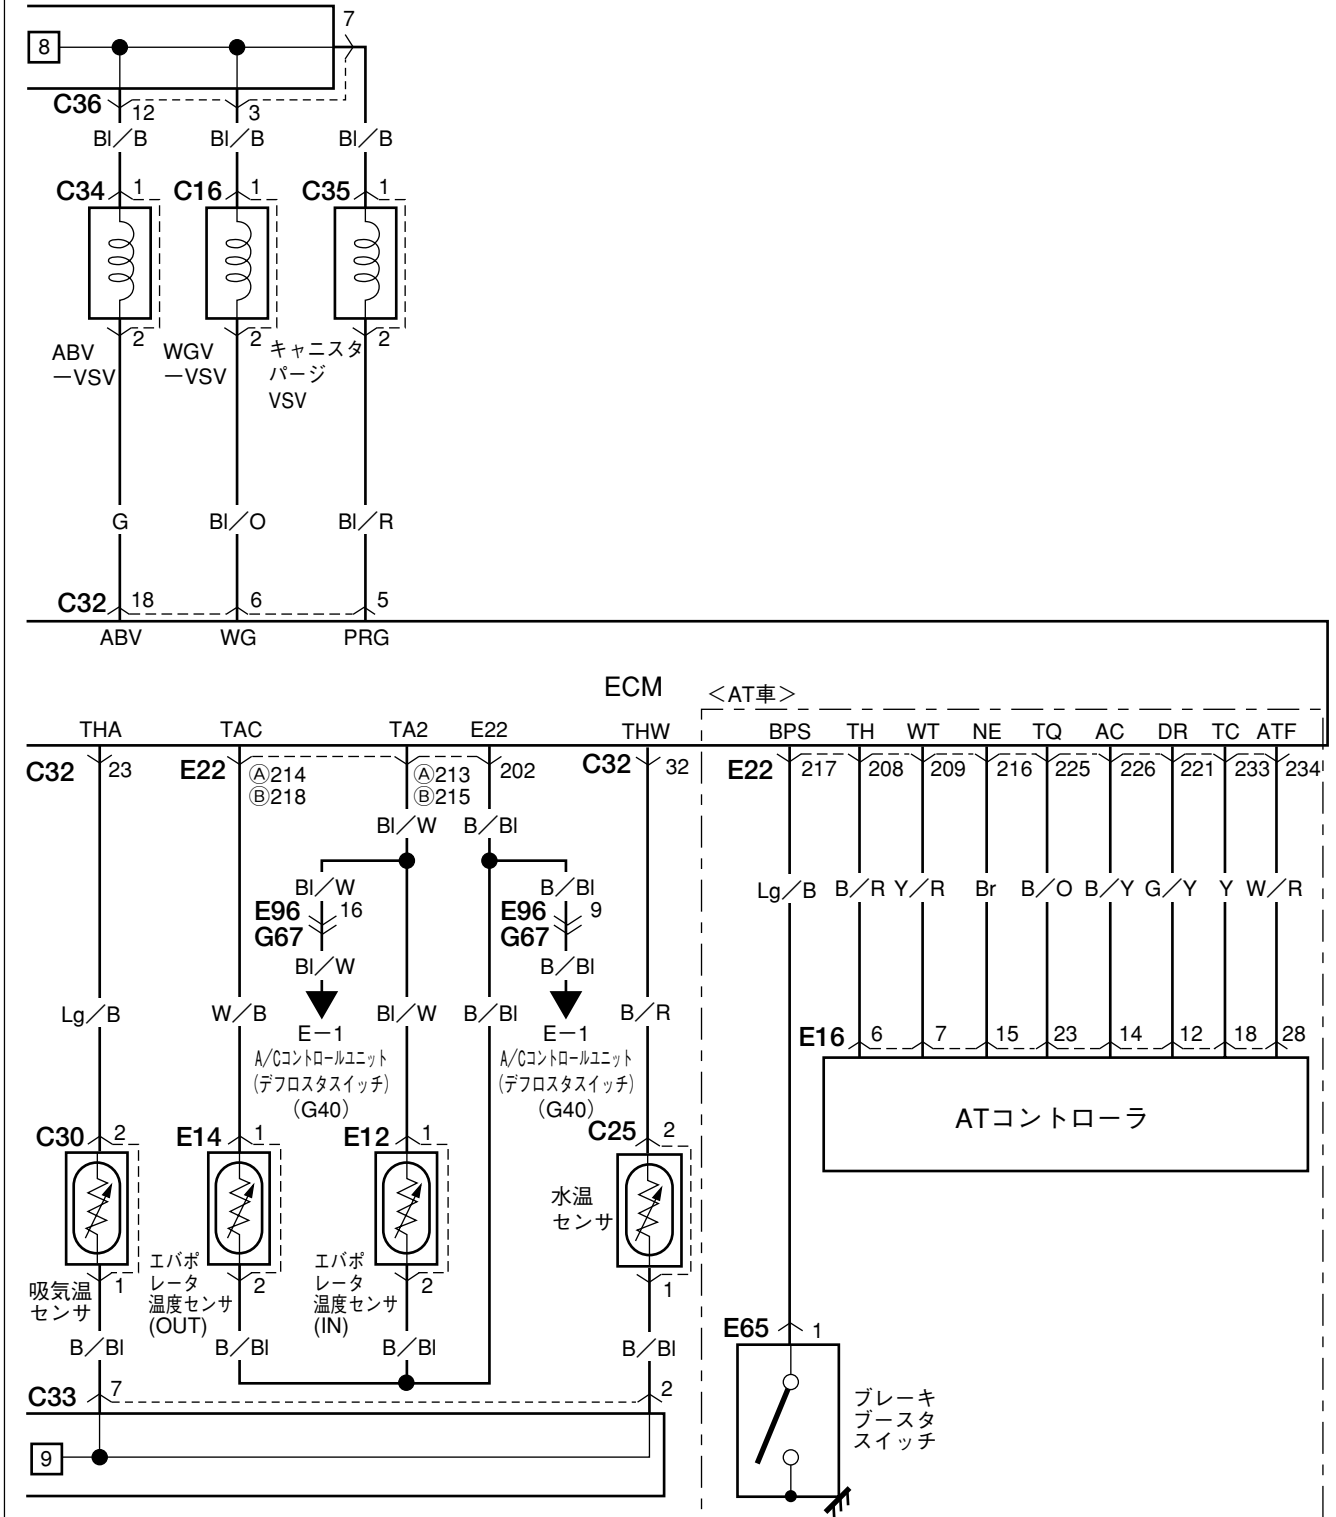 8
7
C36 12 3
Bl/B Bl/B Bl/B
C34 1 C16 1 C35 1
2 2 2
ABV
ーVSV
WGV
ーVSV
キャニスタ
パージ
VSV
G Bl/O Bl/R
C32 18 6 5
ABV WG PRG
ECM
＜AT車＞
THA TAC TA2 E22 THW BPS TH WT NE TQ AC DR TC ATF
C32 23 E22 Ⓐ214 Ⓐ213 202 C32 32 E22 217 208 209 216 225 226 221 233 234
Ⓑ218 Ⓑ215
Bl/W B/Bl
Bl/W B/Bl
Lg/B B/R Y/R Br B/O B/Y G/Y Y W/R
E96 16 E96 9
G67 G67
Bl/W B/Bl
Lg/B W/B Bl/W B/Bl B/R
E－1 E－1
A/Cコントロールユニット A/Cコントロールユニット
(デフロスタスイッチ) (デフロスタスイッチ)
（G40） （G40）
E16 6 7 15 23 14 12 18 28
ATコントローラ
C30 2 E14 1 E12 1 C25 2
水温
センサ
吸気温
センサ
1
エバポ
レータ
温度センサ
(OUT)
2
エバポ
レータ
温度センサ
(IN)
2
1
B/Bl B/Bl B/Bl B/Bl
C33 7 2
9
E65 1
ブレーキ
ブースタ
スイッチ